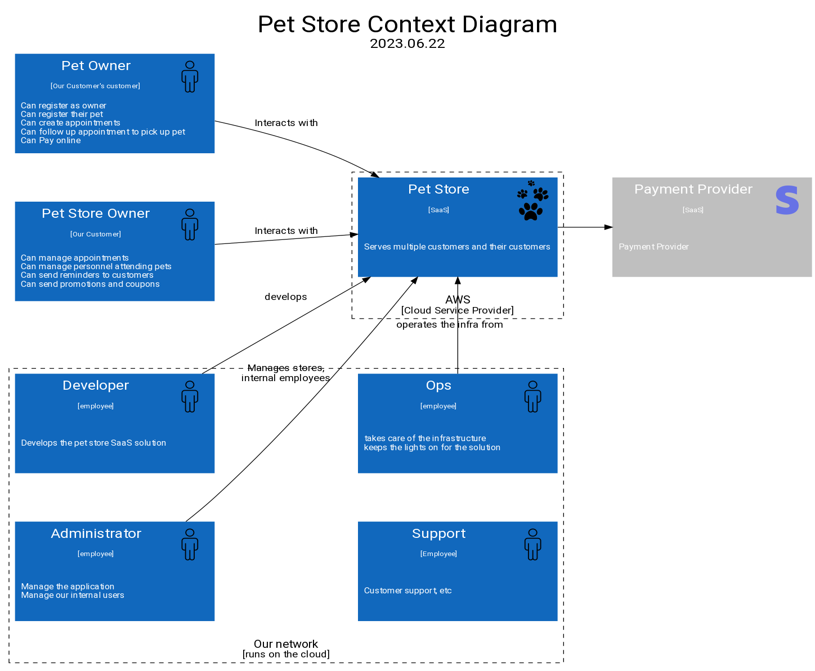 Pet Store Context Diagram
2023.06.22
Pet Owner
[Our Customer's customer]
Can register as owner
Can register their pet
Can create appointments
Can follow up appointment to pick up pet
Can Pay online
Interacts with
Pet Store
[SaaS]
Serves multiple customers and their customers
Payment Provider
[SaaS]
Payment Provider
S
Pet Store Owner
[Our Customer]
Can manage appointments
Can manage personnel attending pets
Can send reminders to customers
Can send promotions and coupons
Interacts with
develops
AWS
[Cloud Service Provider]
operates the infra from
Manages stores,
internal employees
Developer
[employee]
Develops the pet store SaaS solution
Ops
[employee]
takes care of the infrastructure
keeps the lights on for the solution
Administrator
[employee]
Manage the application
Manage our internal users
Support
[Employee]
Customer support, etc
Our network
[runs on the cloud]